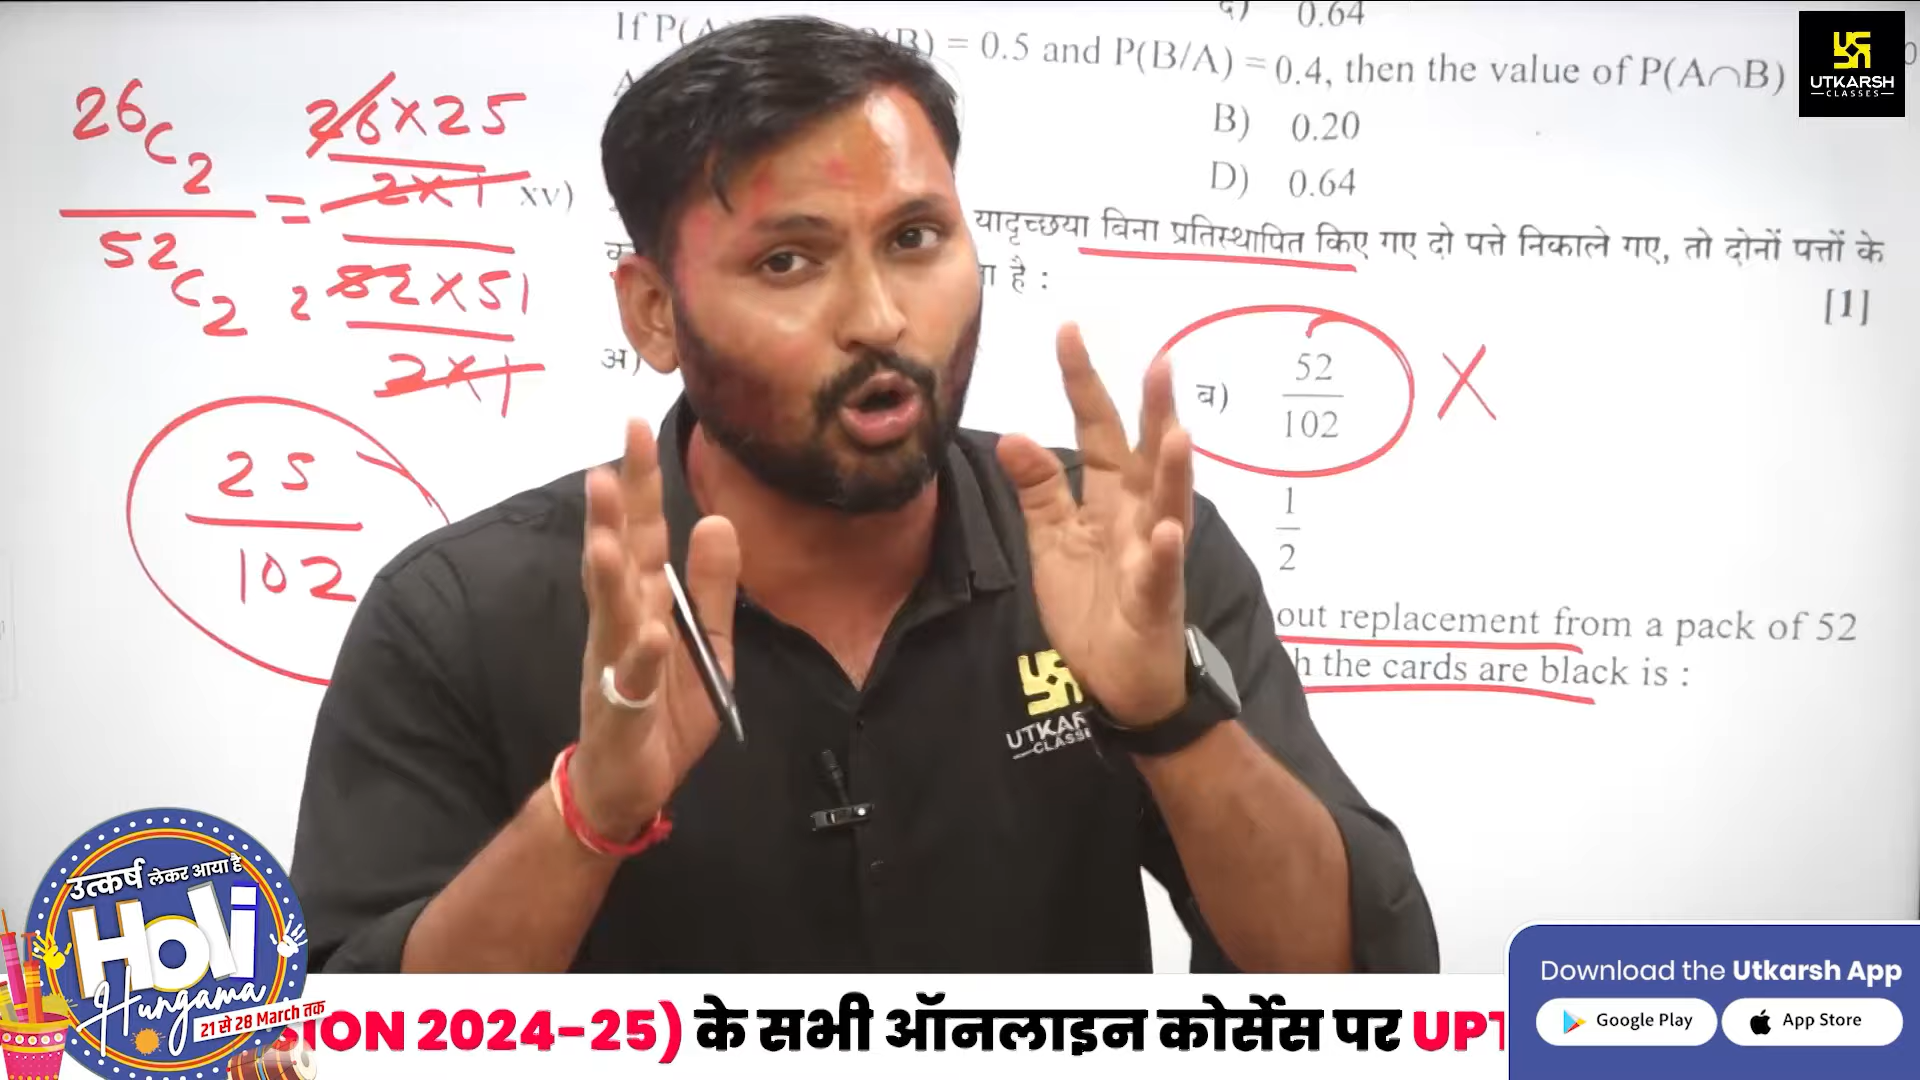 द) 0.64
If P(A B) = 0.5 and P(B/A) = 0.4, then the value of P(A∩B)
B) 0.20
D) 0.64
xv)
यादृच्छया बिना प्रतिस्थापित किए गए दो पत्ते निकाले गए, तो दोनों पत्तों के
है :
[1]
अ)
ब) 52
102
1
2
out replacement from a pack of 52
h the cards are black is :
26C2
52C2
= 26×25
2×1
2 52×51
2×1
25
102
X
UTKARSH
CLASSES
UTKAR
CLASSE
उत्कर्ष लेकर आया है
Holi
Hungama
21 से 28 March तक
ION 2024-25) के सभी ऑनलाइन कोर्सेस पर UPT
Download the Utkarsh App
Google Play
App Store